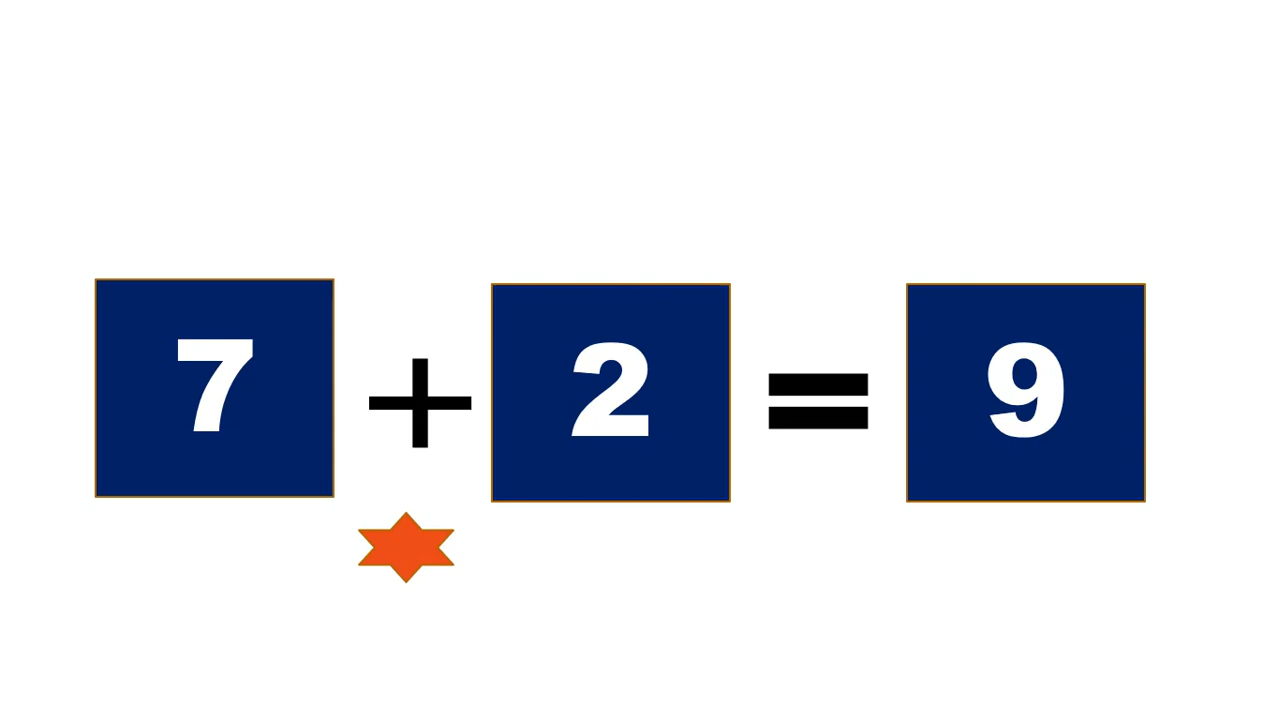 7 + 2 = 9